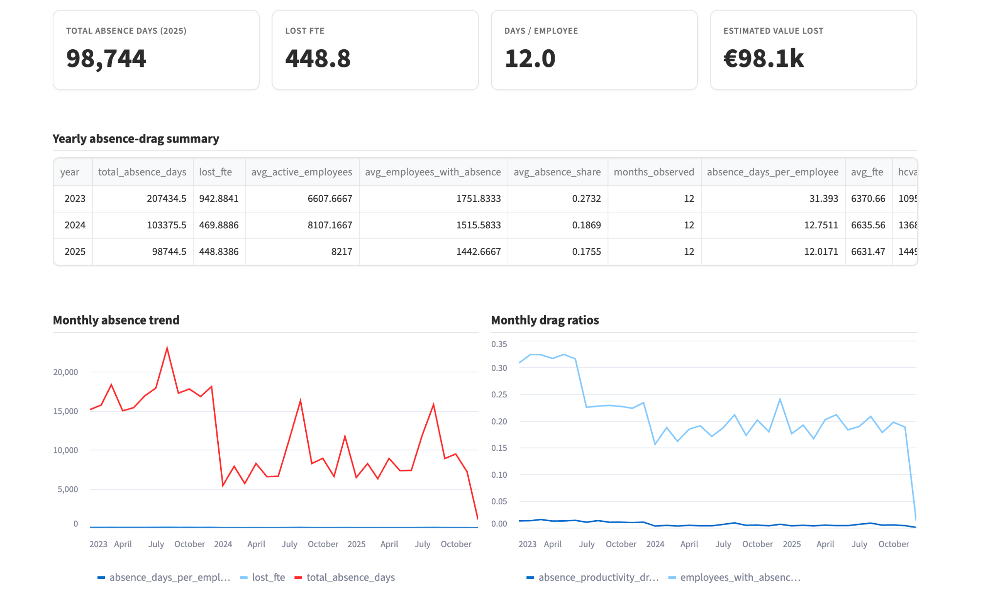 TOTAL ABSENCE DAYS (2025)
98,744
LOST FTE
448.8
DAYS / EMPLOYEE
12.0
ESTIMATED VALUE LOST
€98.1k
Yearly absence-drag summary
year total_absence_days lost_fte avg_active_employees avg_employees_with_absence avg_absence_share months_observed absence_days_per_employee avg_fte hcva
2023 207434.5 942.8841 6607.6667 1751.8333 0.2732 12 31.393 6370.66 1095
2024 103375.5 469.8886 8107.1667 1515.5833 0.1869 12 12.7511 6635.56 1368
2025 98744.5 448.8386 8217 1442.6667 0.1755 12 12.0171 6631.47 1449
Monthly absence trend
20,000
15,000
10,000
5,000
0
2023 April July October 2024 April July October 2025 April July October
absence_days_per_empl… lost_fte total_absence_days
Monthly drag ratios
0.35
0.30
0.25
0.20
0.15
0.10
0.05
0.00
2023 April July October 2024 April July October 2025 April July October
absence_productivity_dr… employees_with_absenc…